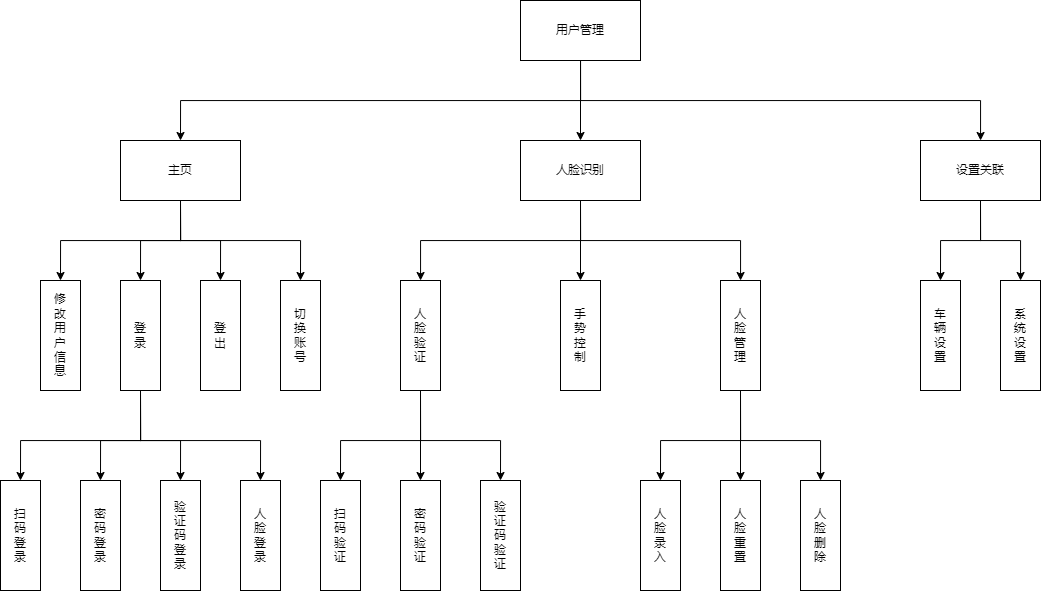 用户管理
主页
人脸识别
设置关联
修改用户信息
登录
登出
切换账号
人脸验证
手势控制
人脸管理
车辆设置
系统设置
扫码登录
密码登录
验证码登录
人脸登录
扫码验证
密码验证
验证码验证
人脸录入
人脸重置
人脸删除